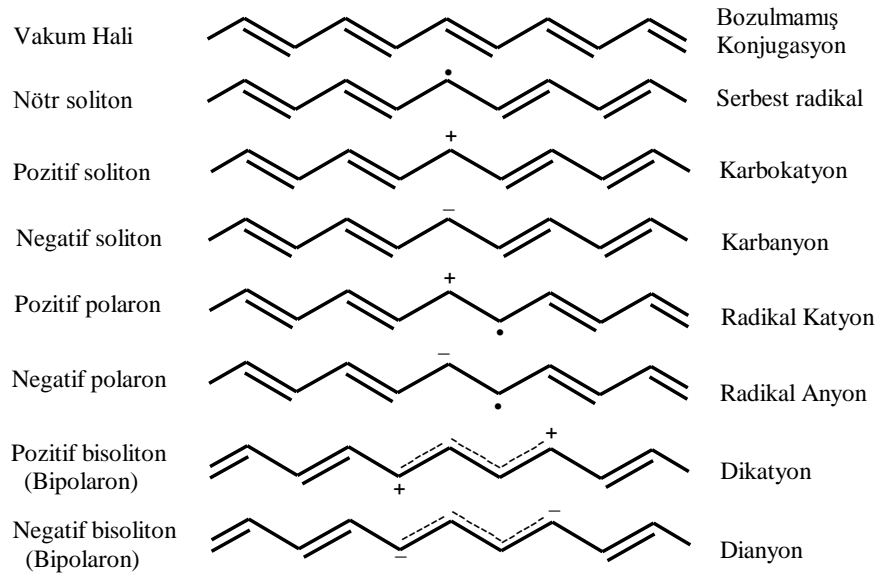 Vakum Hali
Bozulmamış
Konjugasyon
Nötr soliton
•
Serbest radikal
Pozitif soliton
+
Karbokatyon
Negatif soliton
–
Karbanyon
Pozitif polaron
+
•
Radikal Katyon
Negatif polaron
–
•
Radikal Anyon
Pozitif bisoliton
(Bipolaron)
+
+
Dikatyon
Negatif bisoliton
(Bipolaron)
–
–
Dianyon